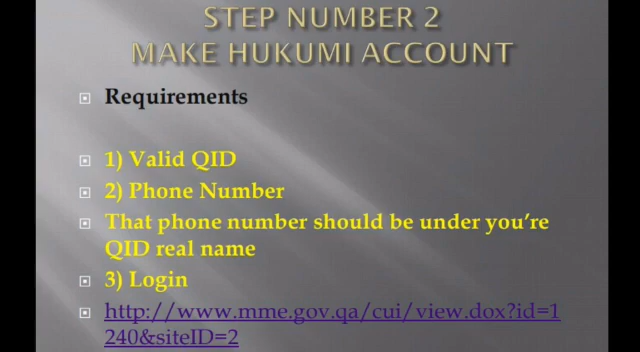 STEP NUMBER 2
MAKE HUKUMI ACCOUNT
Requirements
1) Valid QID
2) Phone Number
That phone number should be under you're
QID real name
3) Login
http://www.mme.gov.qa/cui/view.dox?id=1
240&siteID=2